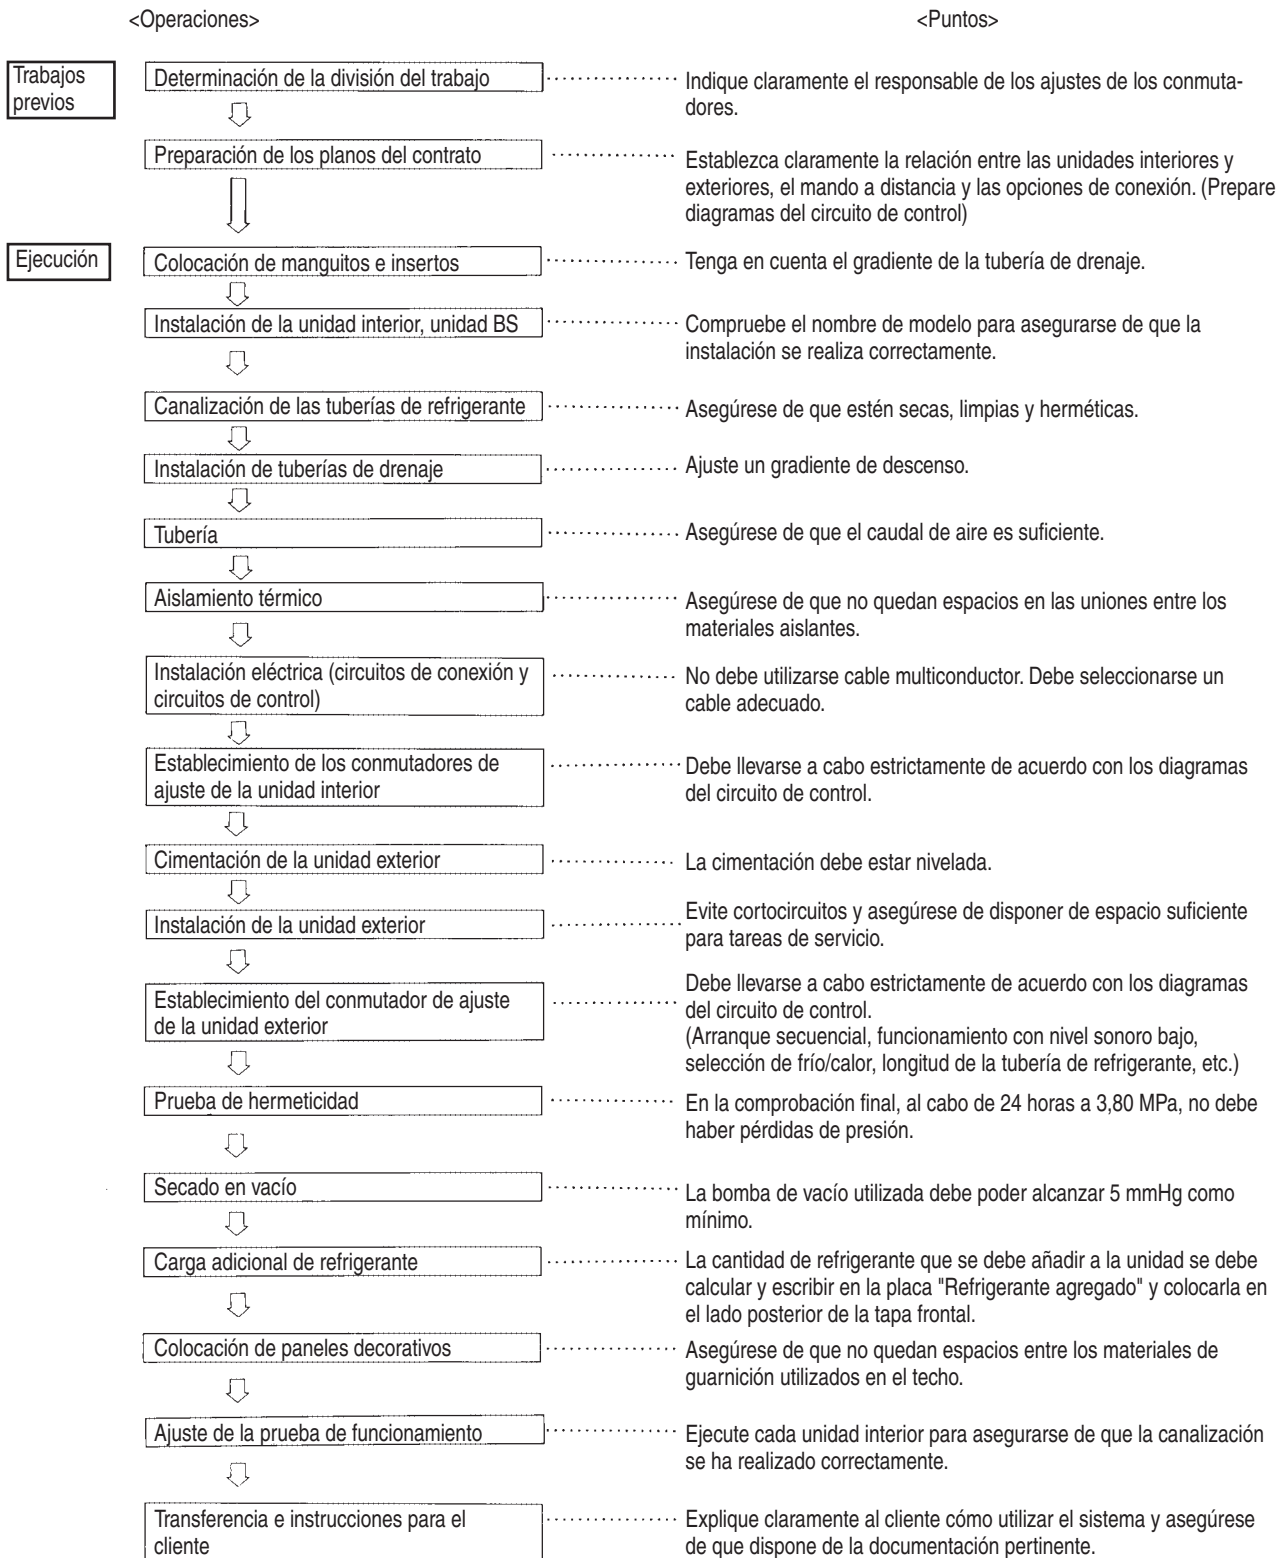 <Operaciones>
<Puntos>
Trabajos
previos
Determinación de la división del trabajo
Indique claramente el responsable de los ajustes de los conmuta-
dores.
Preparación de los planos del contrato
Establezca claramente la relación entre las unidades interiores y
exteriores, el mando a distancia y las opciones de conexión. (Prepare
diagramas del circuito de control)
Ejecución
Colocación de manguitos e insertos
Tenga en cuenta el gradiente de la tubería de drenaje.
Instalación de la unidad interior, unidad BS
Compruebe el nombre de modelo para asegurarse de que la
instalación se realiza correctamente.
Canalización de las tuberías de refrigerante
Asegúrese de que estén secas, limpias y herméticas.
Instalación de tuberías de drenaje
Ajuste un gradiente de descenso.
Tubería
Asegúrese de que el caudal de aire es suficiente.
Aislamiento térmico
Asegúrese de que no quedan espacios en las uniones entre los
materiales aislantes.
Instalación eléctrica (circuitos de conexión y
circuitos de control)
No debe utilizarse cable multiconductor. Debe seleccionarse un
cable adecuado.
Establecimiento de los conmutadores de
ajuste de la unidad interior
Debe llevarse a cabo estrictamente de acuerdo con los diagramas
del circuito de control.
Cimentación de la unidad exterior
La cimentación debe estar nivelada.
Instalación de la unidad exterior
Evite cortocircuitos y asegúrese de disponer de espacio suficiente
para tareas de servicio.
Establecimiento del conmutador de ajuste
de la unidad exterior
Debe llevarse a cabo estrictamente de acuerdo con los diagramas
del circuito de control.
(Arranque secuencial, funcionamiento con nivel sonoro bajo,
selección de frío/calor, longitud de la tubería de refrigerante, etc.)
Prueba de hermeticidad
En la comprobación final, al cabo de 24 horas a 3,80 MPa, no debe
haber pérdidas de presión.
Secado en vacío
La bomba de vacío utilizada debe poder alcanzar 5 mmHg como
mínimo.
Carga adicional de refrigerante
La cantidad de refrigerante que se debe añadir a la unidad se debe
calcular y escribir en la placa "Refrigerante agregado" y colocarla en
el lado posterior de la tapa frontal.
Colocación de paneles decorativos
Asegúrese de que no quedan espacios entre los materiales de
guarnición utilizados en el techo.
Ajuste de la prueba de funcionamiento
Ejecute cada unidad interior para asegurarse de que la canalización
se ha realizado correctamente.
Transferencia e instrucciones para el
cliente
Explique claramente al cliente cómo utilizar el sistema y asegúrese
de que dispone de la documentación pertinente.